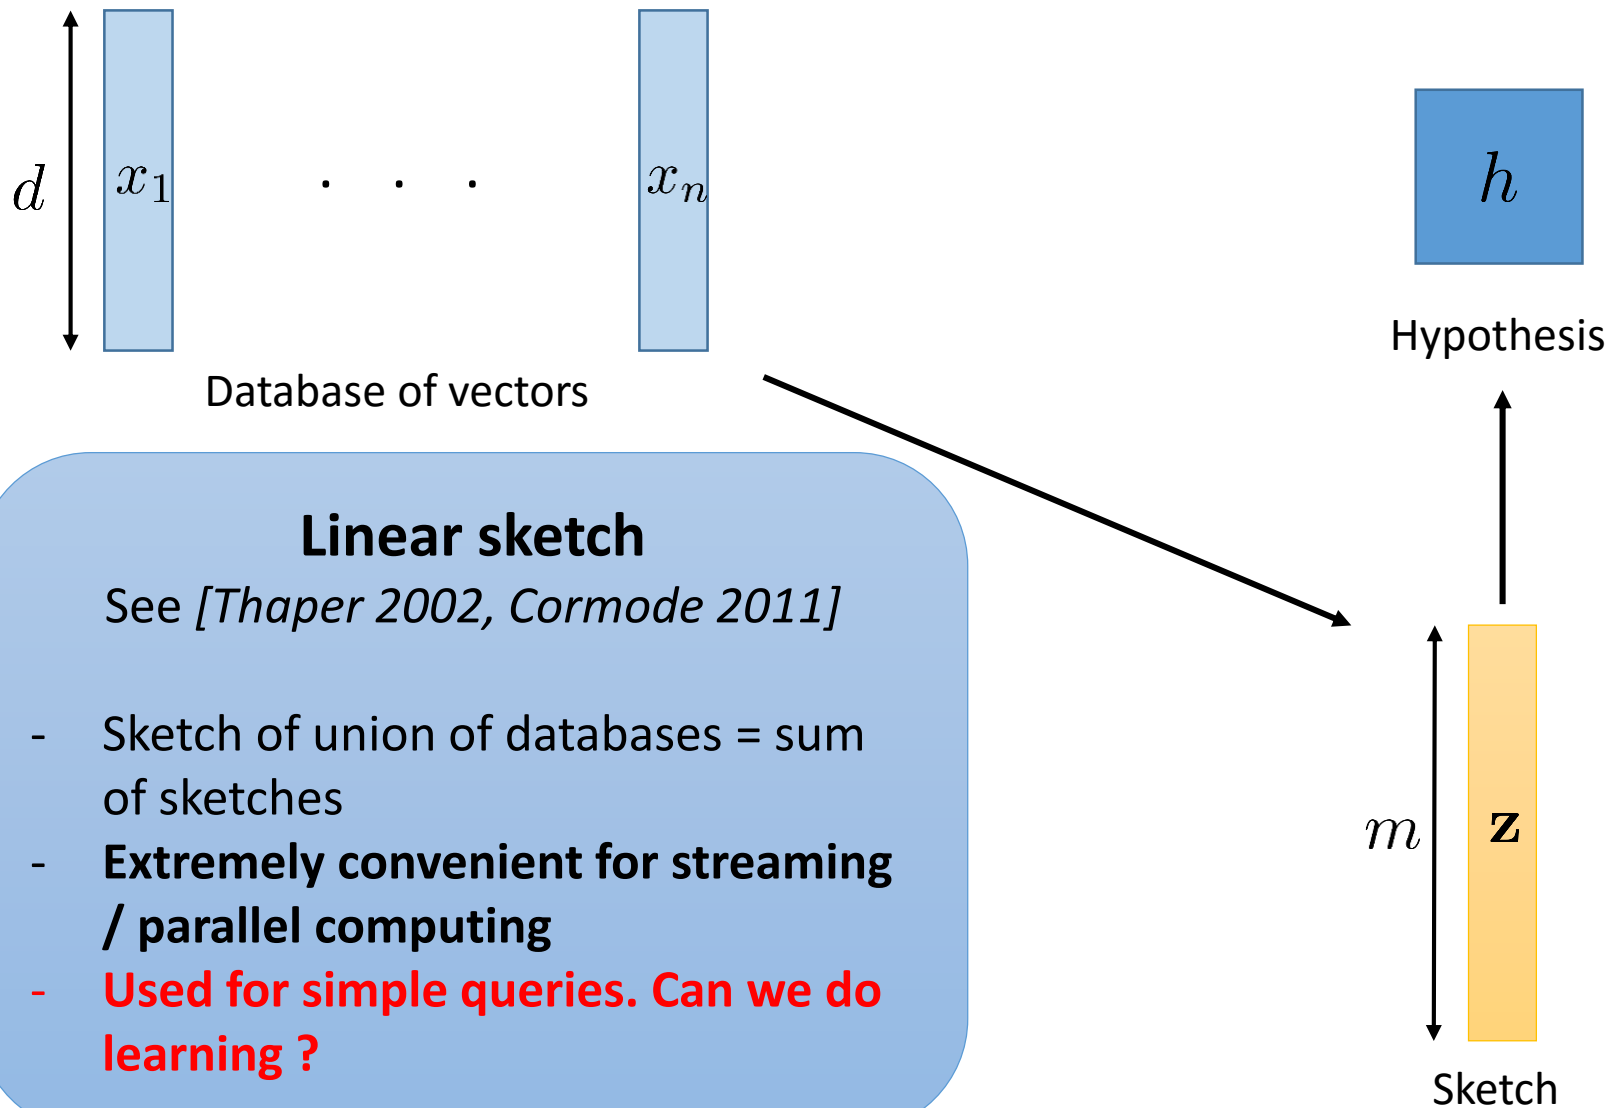 d
x₁ . . . xₙ
h
Hypothesis
Database of vectors
Linear sketch
See [Thaper 2002, Cormode 2011]
- Sketch of union of databases = sum
of sketches
- Extremely convenient for streaming
/ parallel computing
- Used for simple queries. Can we do
learning ?
m
z
Sketch